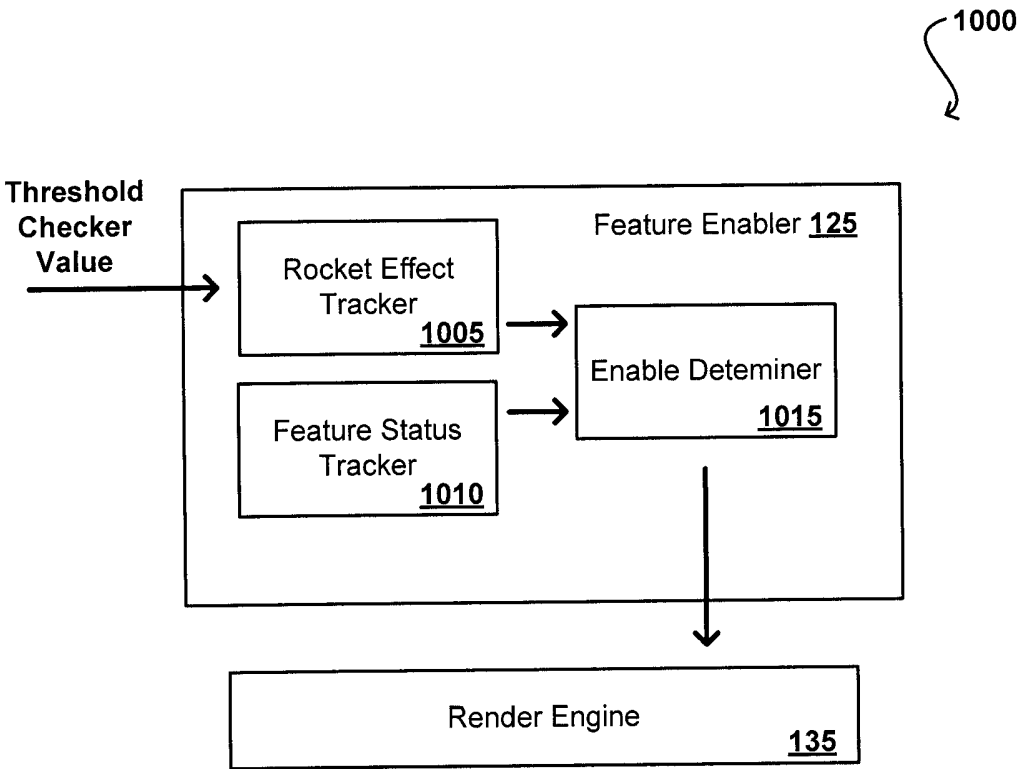 1000
Threshold
Checker
Value
Feature Enabler 125
Rocket Effect
Tracker
1005
Enable Deteminer
1015
Feature Status
Tracker
1010
Render Engine
135